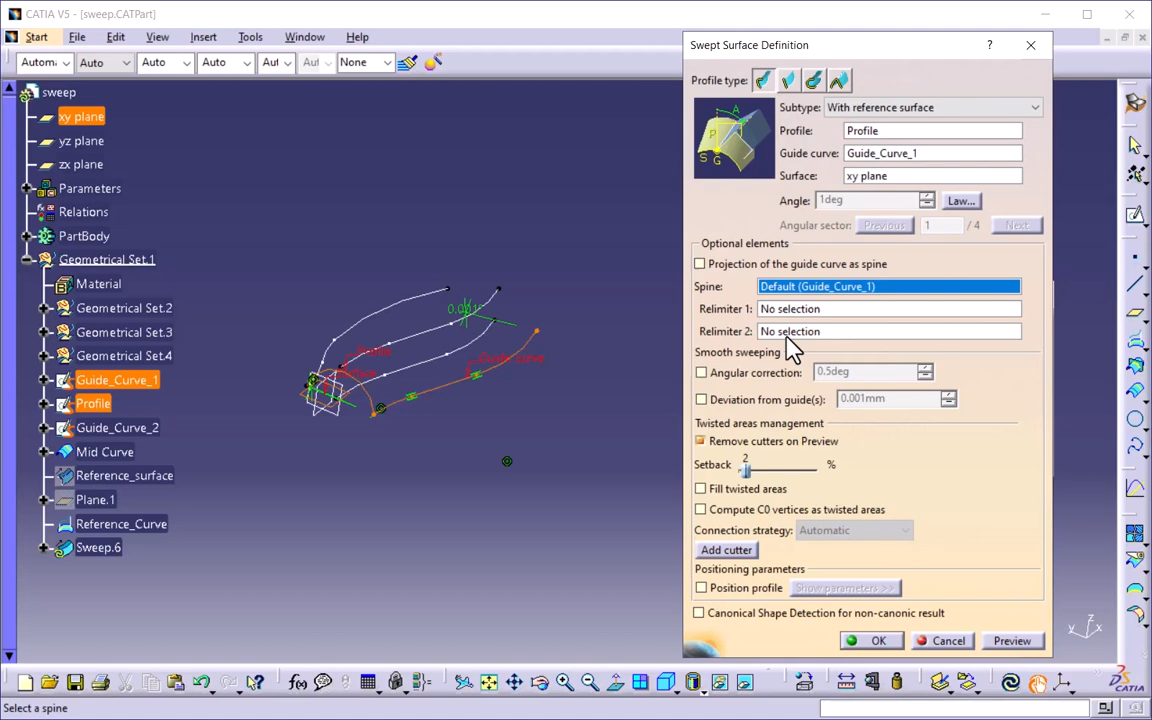 CATIA V5 - [sweep.CATPart]
Start File Edit View Insert Tools Window Help
Automa Auto Auto Auto Aut Aut None
sweep
xy plane
yz plane
zx plane
Parameters
Relations
PartBody
Geometrical Set.1
Material
Geometrical Set.2
Geometrical Set.3
Geometrical Set.4
Guide_Curve_1
Profile
Guide_Curve_2
Mid Curve
Reference_surface
Plane.1
Reference_Curve
Sweep.6
Guide_curve
Swept Surface Definition
?
Profile type:
Subtype: With reference surface
A
P
S G
Profile: Profile
Guide curve: Guide_Curve_1
Surface: xy plane
Angle: 1deg Law...
Angular sector: Previous 1 / 4 Next
Optional elements
Projection of the guide curve as spine
Spine: Default (Guide_Curve_1)
Relimiter 1: No selection
Relimiter 2: No selection
Smooth sweeping
Angular correction: 0.5deg
Deviation from guide(s): 0.001mm
Twisted areas management
Remove cutters on Preview
Setback 2 %
Fill twisted areas
Compute C0 vertices as twisted areas
Connection strategy: Automatic
Add cutter
Positioning parameters
Position profile Show parameters >>
Canonical Shape Detection for non-canonic result
OK Cancel Preview
y z x
f(x)
Select a spine